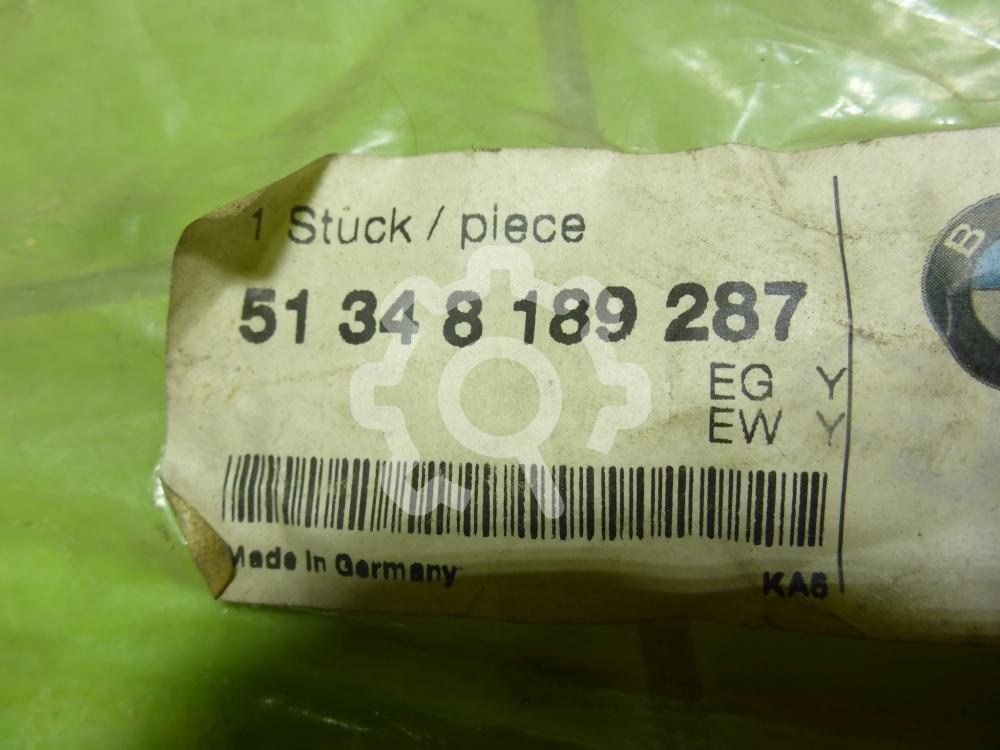 1 Stück / piece
51 34 8 189 287
EG Y
EW Y
Made in Germany
KA5
B